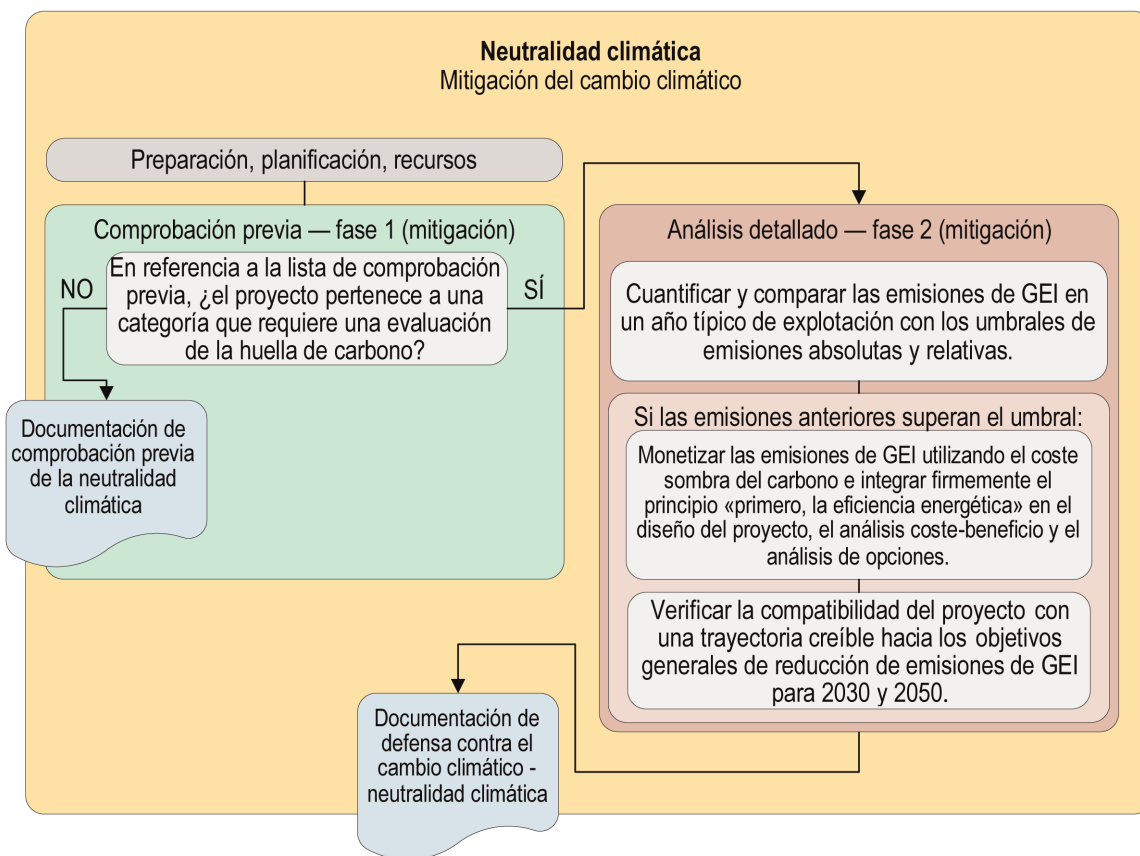 Neutralidad climática
Mitigación del cambio climático
Preparación, planificación, recursos
Comprobación previa — fase 1 (mitigación)
NO
En referencia a la lista de comprobación
previa, ¿el proyecto pertenece a una
categoría que requiere una evaluación
de la huella de carbono?
SÍ
Documentación de
comprobación previa
de la neutralidad
climática
Análisis detallado — fase 2 (mitigación)
Cuantificar y comparar las emisiones de GEI en
un año típico de explotación con los umbrales de
emisiones absolutas y relativas.
Si las emisiones anteriores superan el umbral:
Monetizar las emisiones de GEI utilizando el coste
sombra del carbono e integrar firmemente el
principio «primero, la eficiencia energética» en el
diseño del proyecto, el análisis coste-beneficio y el
análisis de opciones.
Verificar la compatibilidad del proyecto con
una trayectoria creíble hacia los objetivos
generales de reducción de emisiones de GEI
para 2030 y 2050.
Documentación de
defensa contra el
cambio climático -
neutralidad climática